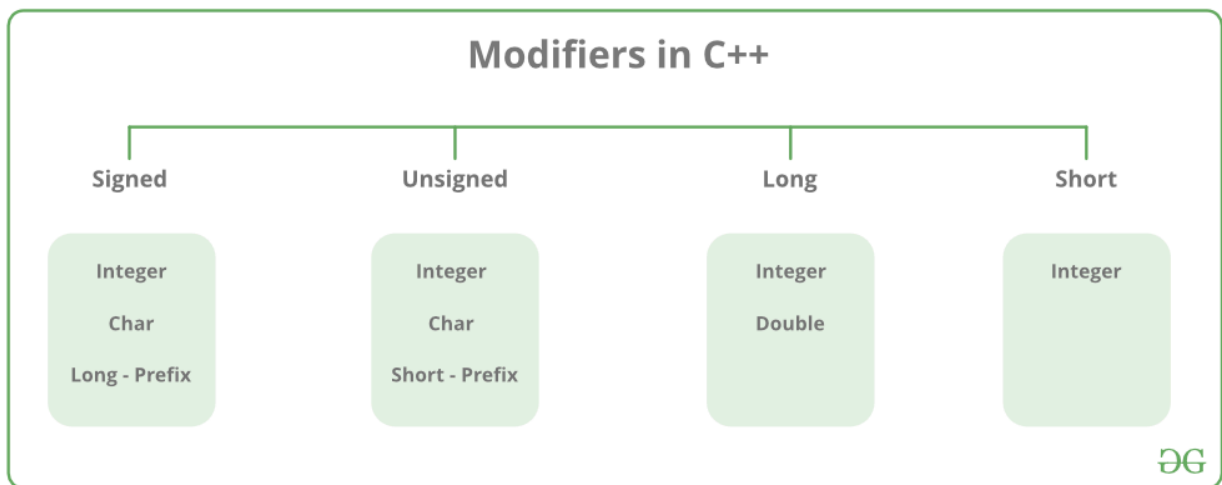 Modifiers in C++
Signed
Unsigned
Long
Short
Integer
Char
Long - Prefix
Integer
Char
Short - Prefix
Integer
Double
Integer